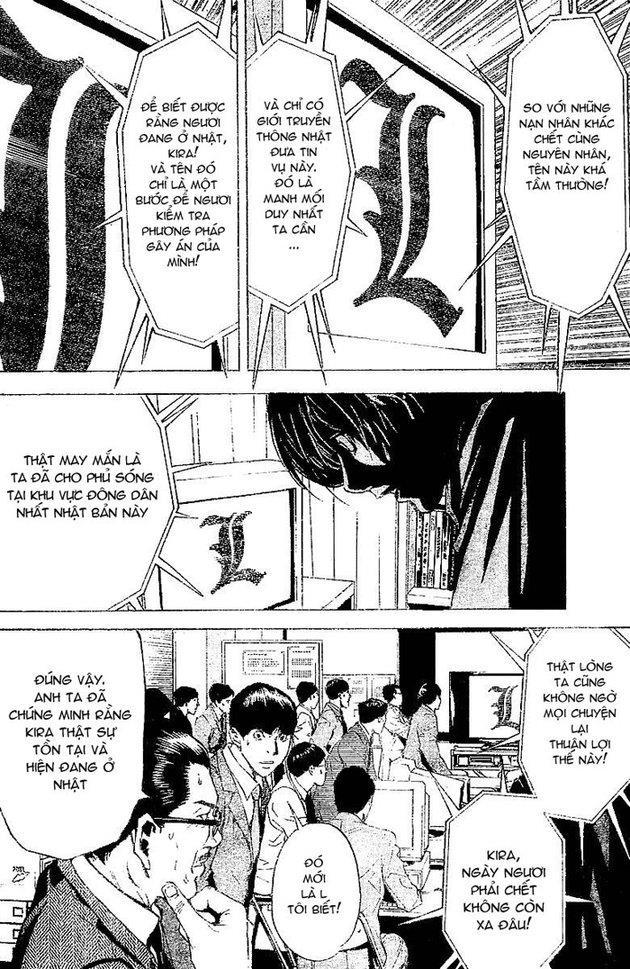 SO VỚI NHỮNG
NẠN NHÂN KHÁC
CHẾT CÙNG
NGUYÊN NHÂN,
TÊN NÀY KHÁ
TẦM THƯỜNG!
VÀ CHỈ CÓ
GIỚI TRUYỀN
THÔNG NHẬT
ĐƯA TIN
VỤ NÀY.
ĐÓ LÀ
MANH MỐI
DUY NHẤT
TA CẦN
...
ĐỂ BIẾT ĐƯỢC
RẰNG NGƯƠI
ĐANG Ở NHẬT,
KIRA!
VÀ TÊN ĐÓ
CHỈ LÀ MỘT
BƯỚC ĐỂ NGƯƠI
KIỂM TRA
PHƯƠNG PHÁP
GÂY ÁN CỦA
MÌNH!
L
THẬT MAY MẮN LÀ
TA ĐÃ CHO PHỦ SÓNG
TẠI KHU VỰC ĐÔNG DÂN
NHẤT NHẬT BẢN NÀY
L
THẬT LÒNG
TA CŨNG
KHÔNG NGỜ
MỌI CHUYỆN
LẠI
THUẬN LỢI
THẾ NÀY!
L
ĐÚNG VẬY.
ANH TA ĐÃ
CHỨNG MINH RẰNG
KIRA THẬT SỰ
TỒN TẠI VÀ
HIỆN ĐANG Ở
NHẬT
KIRA,
NGÀY NGƯƠI
PHẢI CHẾT
KHÔNG CÒN
XA ĐÂU!
ĐÓ
MỚI
LÀ L
TÔI BIẾT!